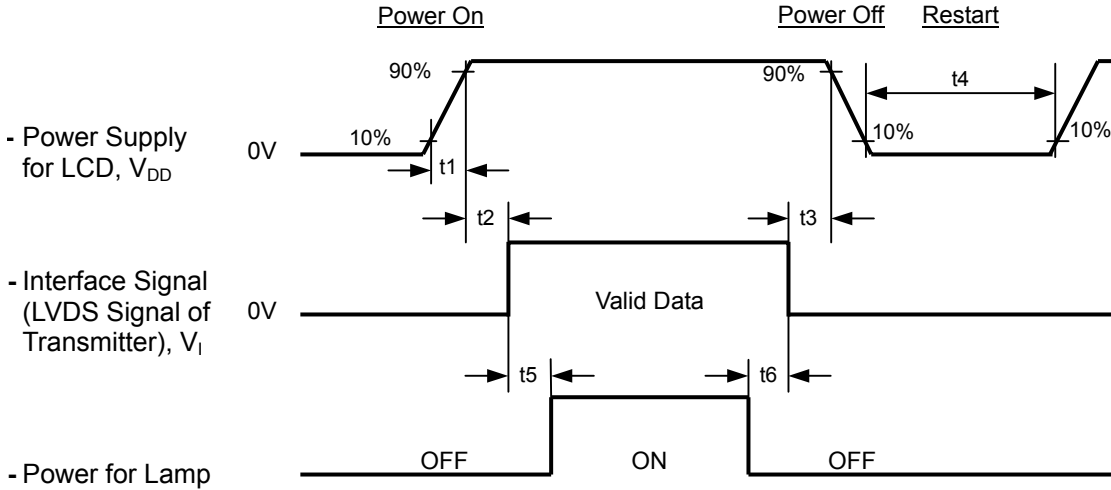 Power On
Power Off
Restart
90%
90%
t4
10%
10%
10%
- Power Supply
for LCD, VDD
0V
t1
t2
t3
- Interface Signal
(LVDS Signal of
Transmitter), VI
0V
Valid Data
t5
t6
- Power for Lamp
OFF
ON
OFF